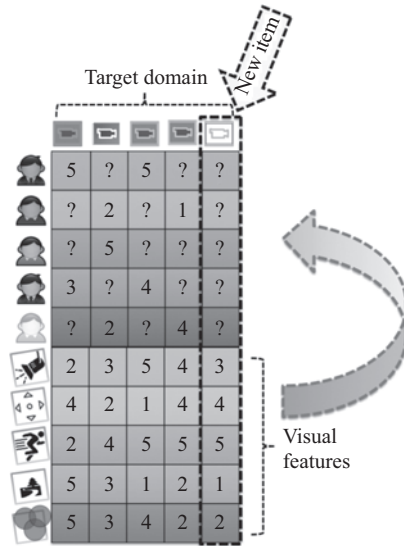 New item
Target domain
5 ? 5 ? ?
? 2 ? 1 ?
? 5 ? ? ?
3 ? 4 ? ?
? 2 ? 4 ?
2 3 5 4 3
4 2 1 4 4
2 4 5 5 5
5 3 1 2 1
5 3 4 2 2
Visual
features